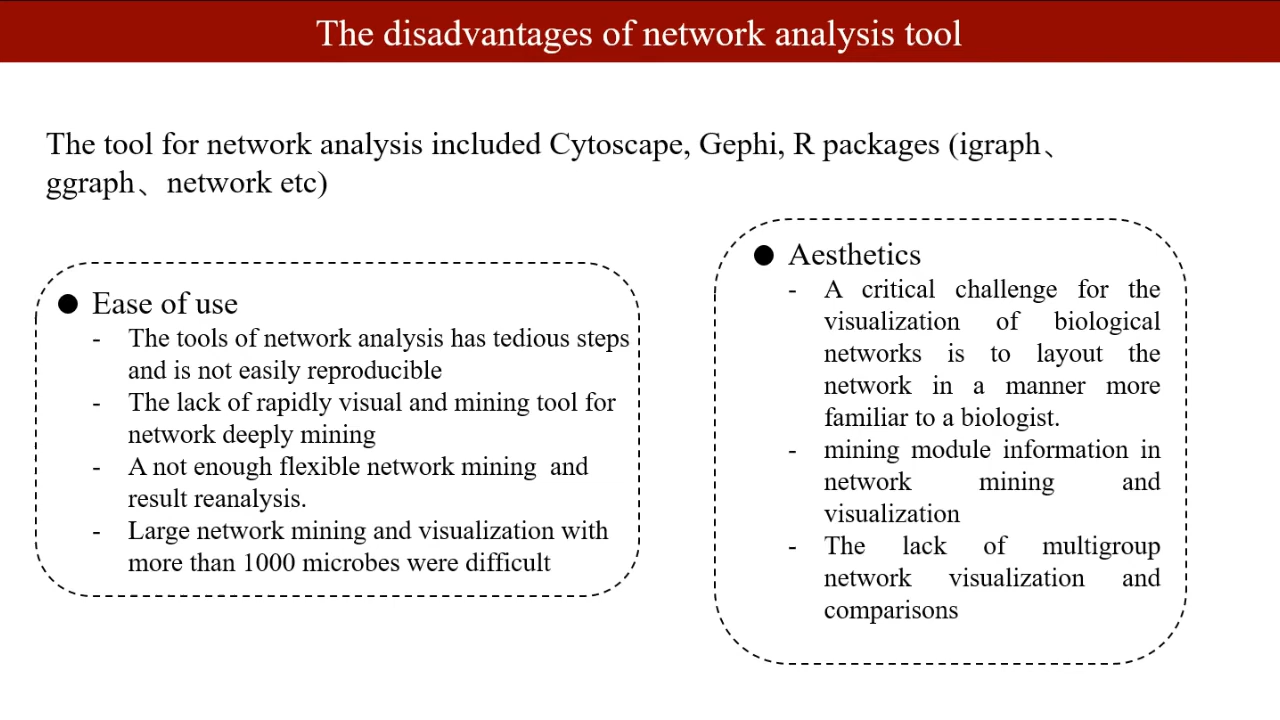 The disadvantages of network analysis tool
The tool for network analysis included Cytoscape, Gephi, R packages (igraph、
ggraph、network etc)
● Ease of use
- The tools of network analysis has tedious steps
and is not easily reproducible
- The lack of rapidly visual and mining tool for
network deeply mining
- A not enough flexible network mining and
result reanalysis.
- Large network mining and visualization with
more than 1000 microbes were difficult
● Aesthetics
- A critical challenge for the
visualization of biological
networks is to layout the
network in a manner more
familiar to a biologist.
- mining module information in
network mining and
visualization
- The lack of multigroup
network visualization and
comparisons